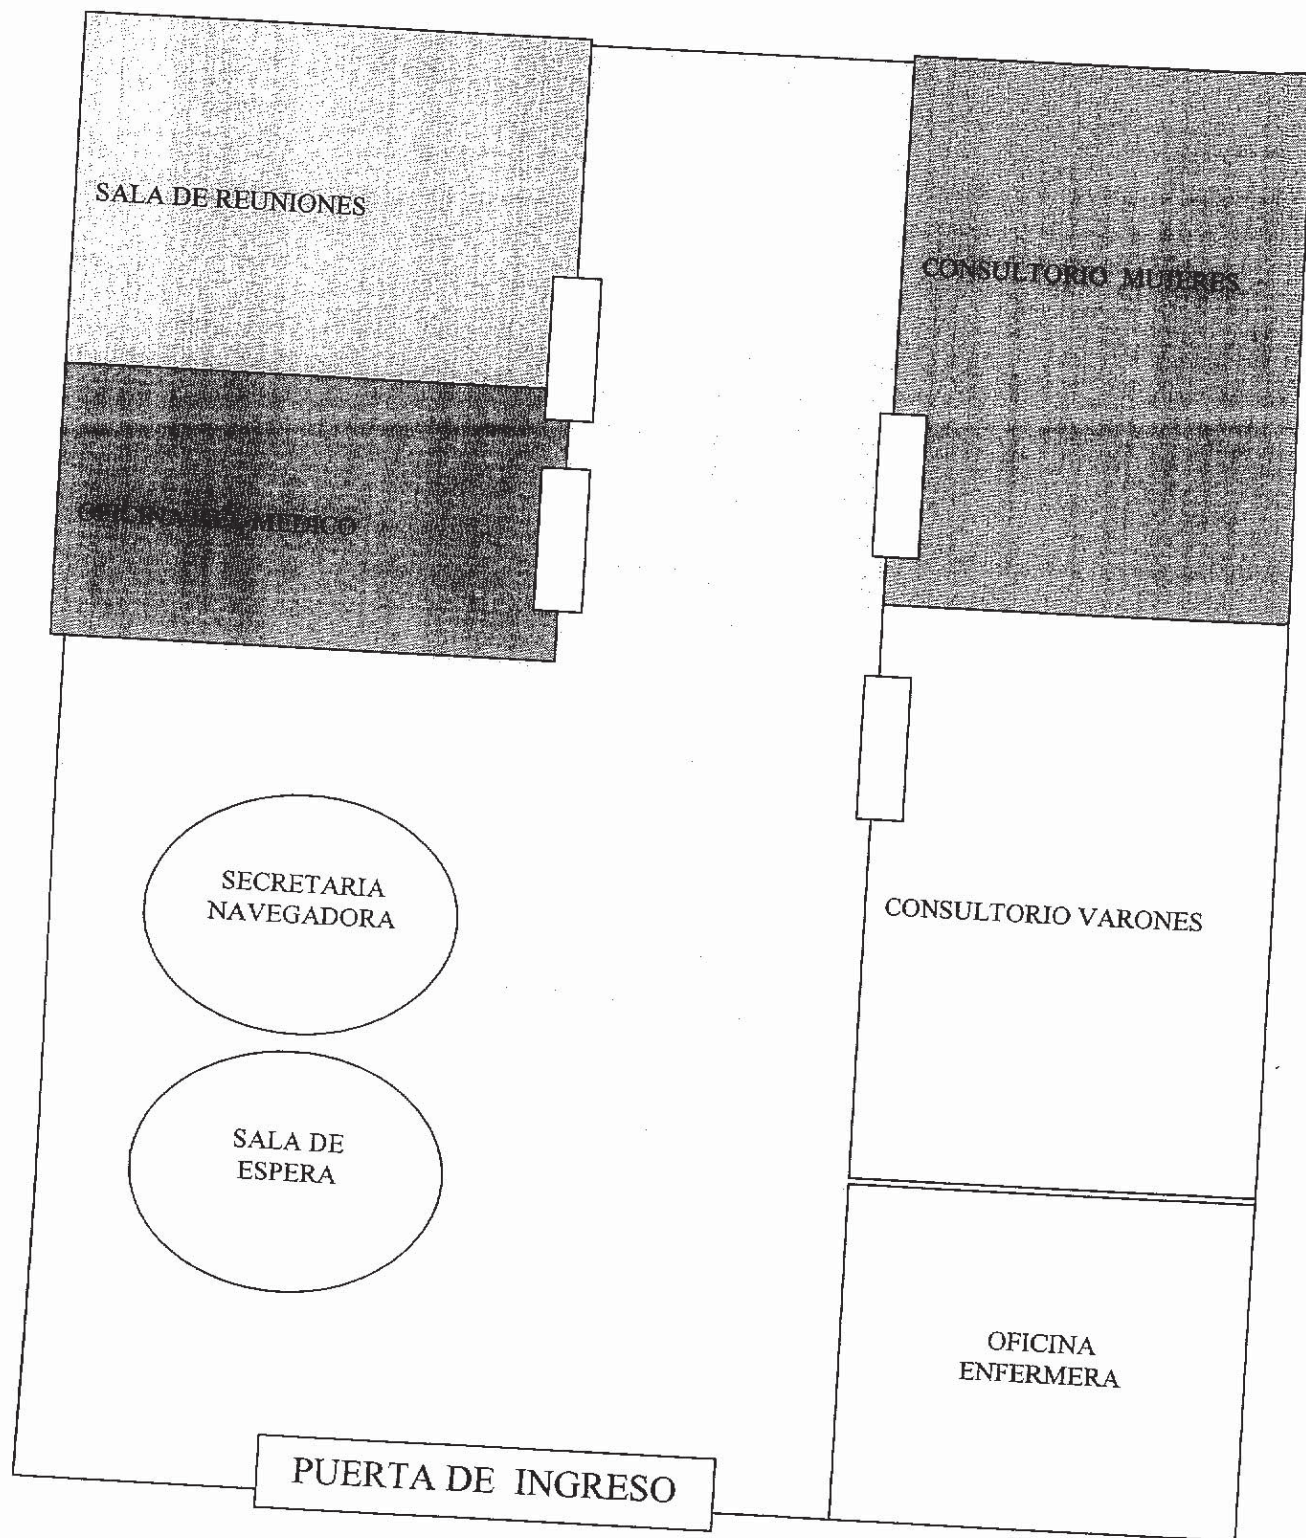 SALA DE REUNIONES
CONSULTORIO MUJERES
MEDICO
SECRETARIA
NAVEGADORA
CONSULTORIO VARONES
SALA DE
ESPERA
OFICINA
ENFERMERA
PUERTA DE INGRESO